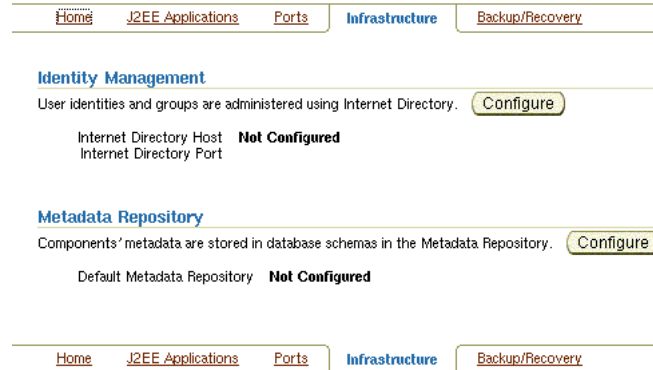 Home J2EE Applications Ports Infrastructure Backup/Recovery
Identity Management
User identities and groups are administered using Internet Directory. Configure
Internet Directory Host Not Configured
Internet Directory Port
Metadata Repository
Components' metadata are stored in database schemas in the Metadata Repository. Configure
Default Metadata Repository Not Configured
Home J2EE Applications Ports Infrastructure Backup/Recovery